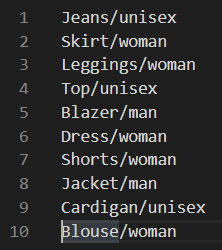 1 Jeans/unisex
2 Skirt/woman
3 Leggings/woman
4 Top/unisex
5 Blazer/man
6 Dress/woman
7 Shorts/woman
8 Jacket/man
9 Cardigan/unisex
10 Blouse/woman